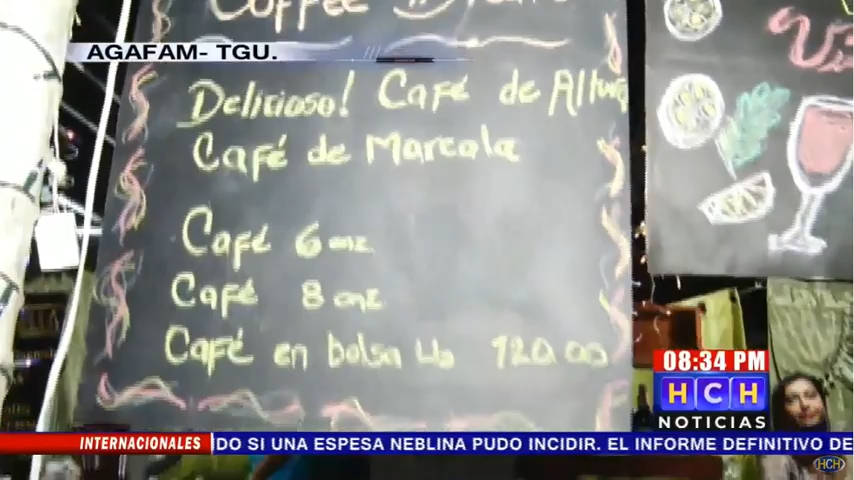 Coffee
AGAFAM- TGU.
Delicioso! Café de Altura
Café de Marcala
Café 6 onz
Café 8 onz
Café en bolsa Lb 120.00
08:34 PM
HCH
NOTICIAS
INTERNACIONALES
DO SI UNA ESPESA NEBLINA PUDO INCIDIR. EL INFORME DEFINITIVO DE
HCH